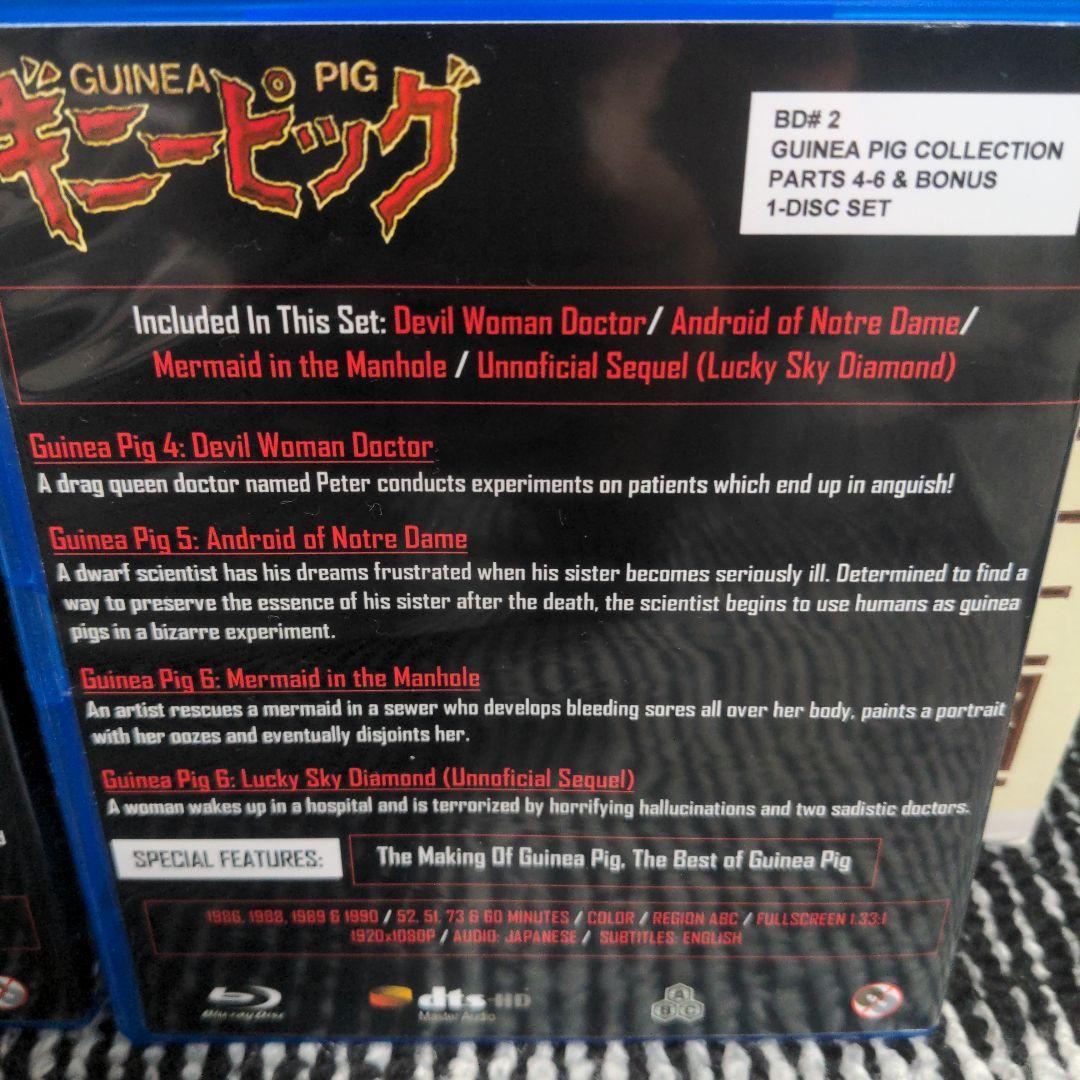 GUINEA PIG
ギニーピッグ
BD# 2
GUINEA PIG COLLECTION
PARTS 4-6 & BONUS
1-DISC SET
Included In This Set: Devil Woman Doctor/ Android of Notre Dame/
Mermaid in the Manhole / Unnoficial Sequel (Lucky Sky Diamond)
Guinea Pig 4: Devil Woman Doctor
A drag queen doctor named Peter conducts experiments on patients which end up in anguish!
Guinea Pig 5: Android of Notre Dame
A dwarf scientist has his dreams frustrated when his sister becomes seriously ill. Determined to find a
way to preserve the essence of his sister after the death, the scientist begins to use humans as guinea
pigs in a bizarre experiment.
Guinea Pig 6: Mermaid in the Manhole
An artist rescues a mermaid in a sewer who develops bleeding sores all over her body, paints a portrait
with her oozes and eventually disjoints her.
Guinea Pig 6: Lucky Sky Diamond (Unnoficial Sequel)
A woman wakes up in a hospital and is terrorized by horrifying hallucinations and two sadistic doctors.
SPECIAL FEATURES:
The Making Of Guinea Pig, The Best of Guinea Pig
1986, 1988, 1989 & 1990 / 52, 51, 73 & 60 MINUTES / COLOR / REGION ABC / FULLSCREEN 1.33:1
1920x1080P / AUDIO: JAPANESE / SUBTITLES: ENGLISH
Blu-ray Disc
dts-HD
Master Audio
A
B C